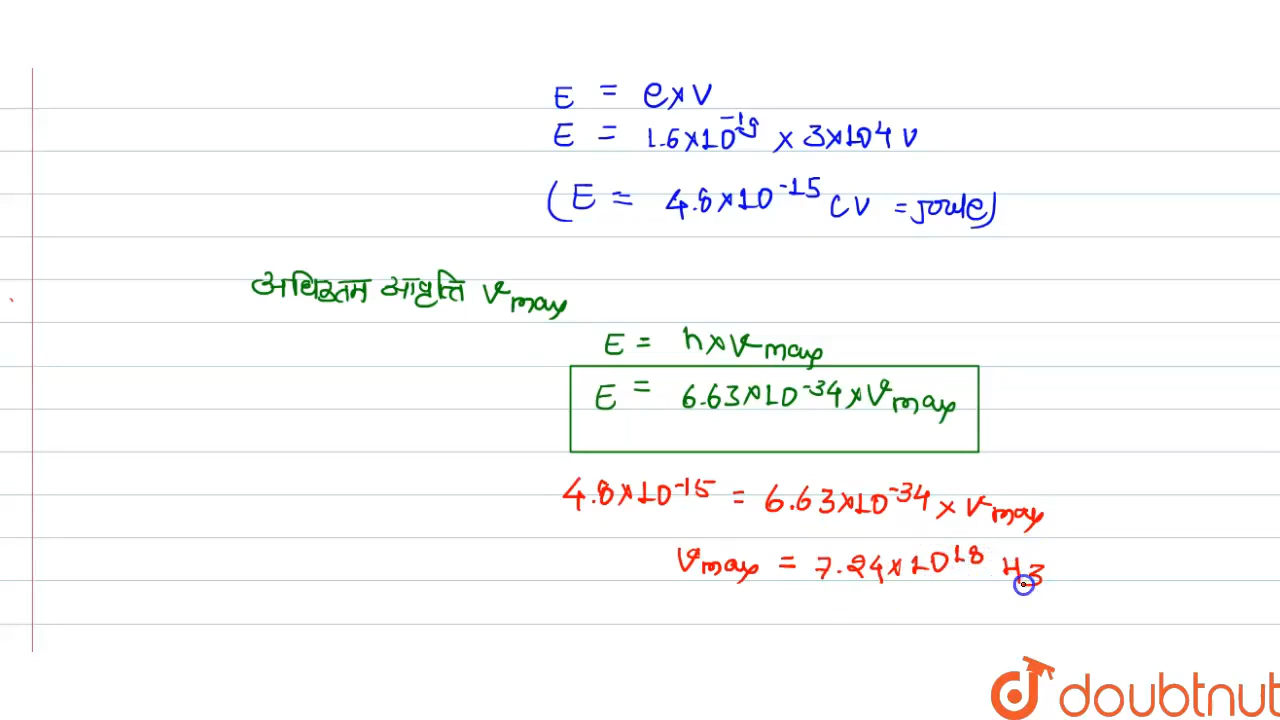 E = e×V
E = 1.6×10⁻¹⁹ × 3×10⁴ V
(E = 4.8×10⁻¹⁵ CV = Joule)
अधिकतम आवृत्ति νmax
E = h×νmax
E = 6.63×10⁻³⁴×νmax
4.8×10⁻¹⁵ = 6.63×10⁻³⁴ × νmax
νmax = 7.24×10¹⁸ Hz
doubtnut